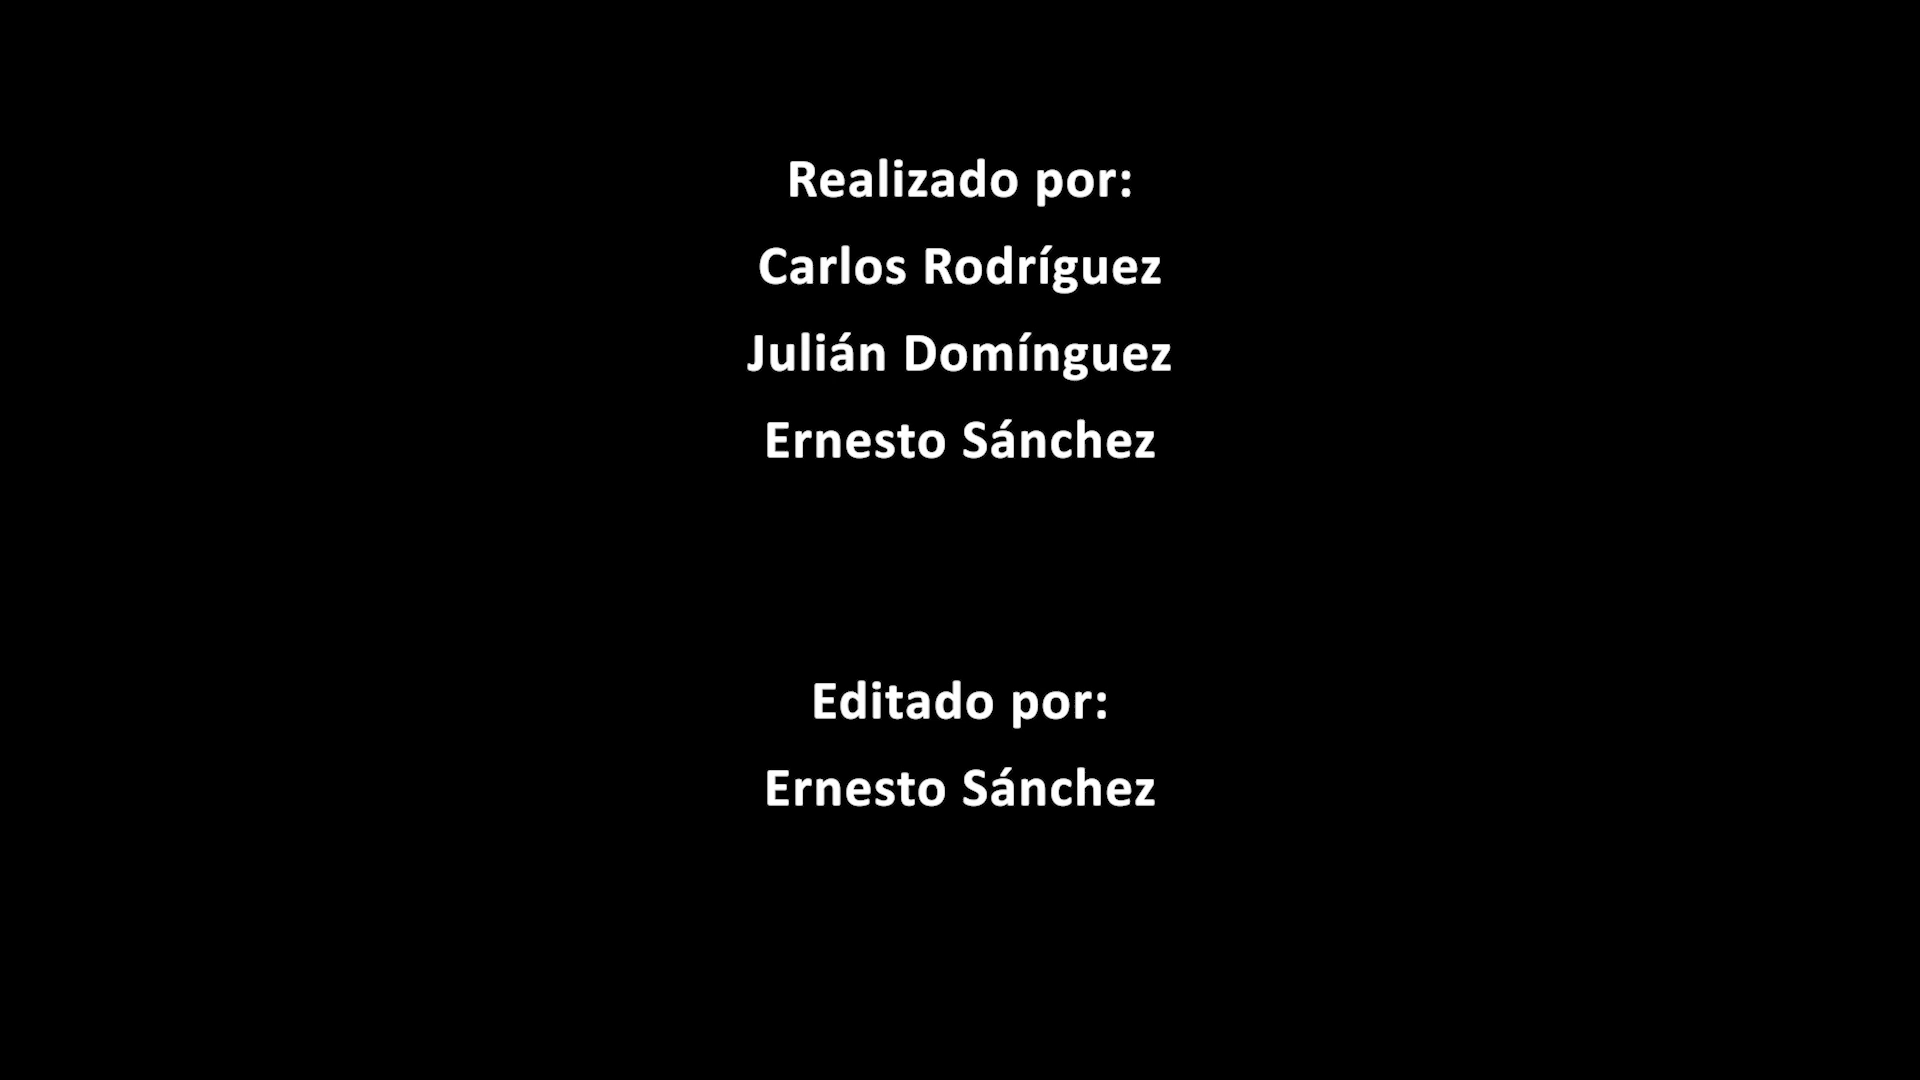 Realizado por:
Carlos Rodríguez
Julián Domínguez
Ernesto Sánchez
Editado por:
Ernesto Sánchez